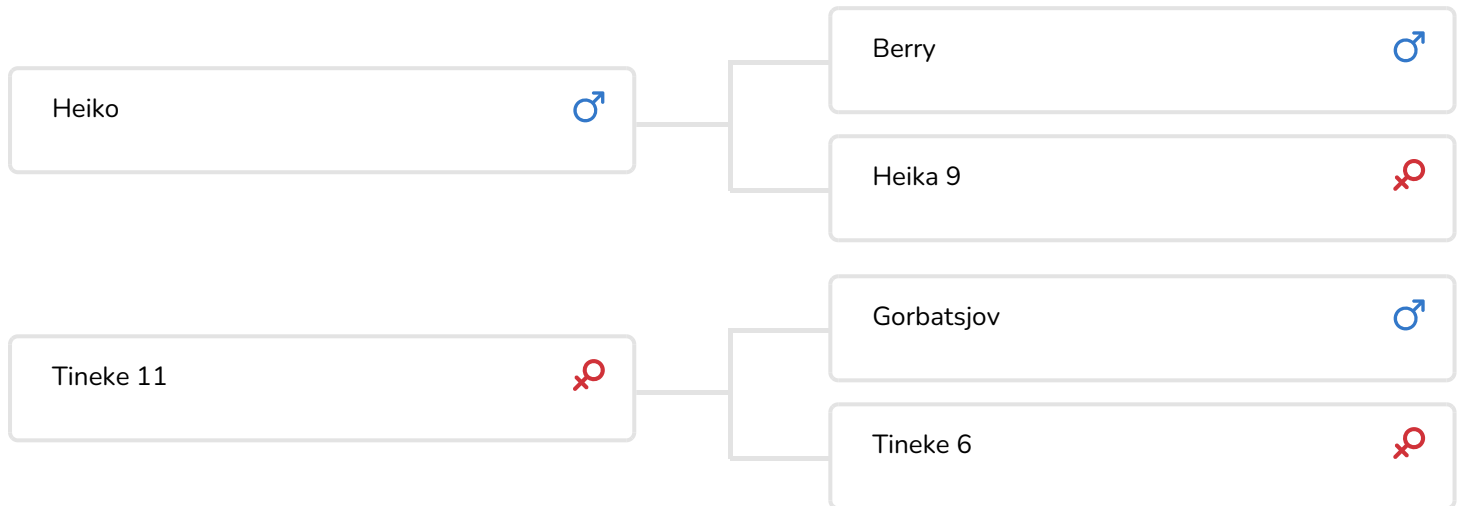 Heiko
Berry
Heika 9
Tineke 11
Gorbatsjov
Tineke 6